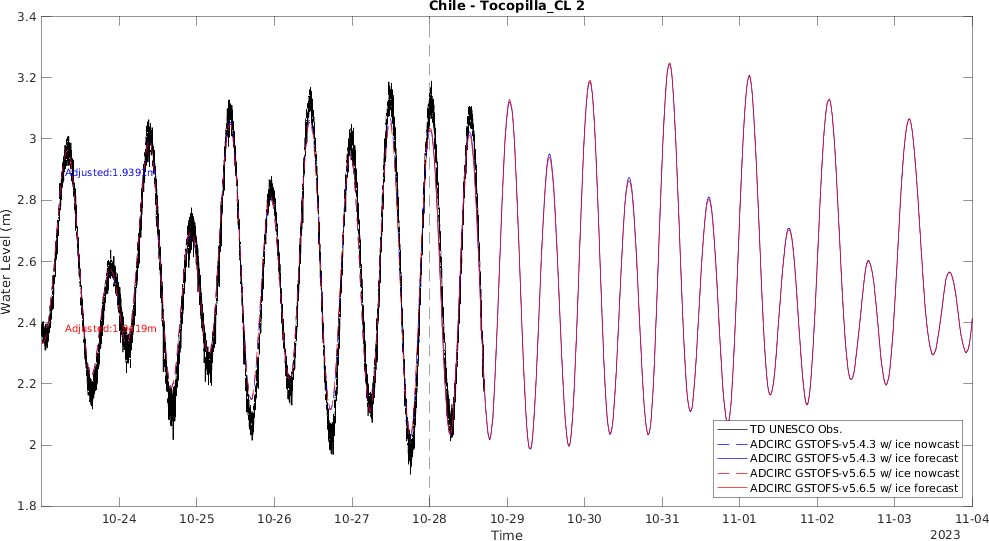 Chile - Tocopilla_CL 2
3.4
3.2
3
2.8
2.6
2.4
2.2
2
1.8
Water Level (m)
Adjusted:1.9392m
TD UNESCO Obs.
ADCIRC GSTOFS-v5.4.3 w/ ice nowcast
ADCIRC GSTOFS-v5.4.3 w/ ice forecast
ADCIRC GSTOFS-v5.6.5 w/ ice nowcast
ADCIRC GSTOFS-v5.6.5 w/ ice forecast
10-24
10-25
10-26
10-27
10-28
10-29
10-30
10-31
11-01
11-02
11-03
11-04
Time
2023